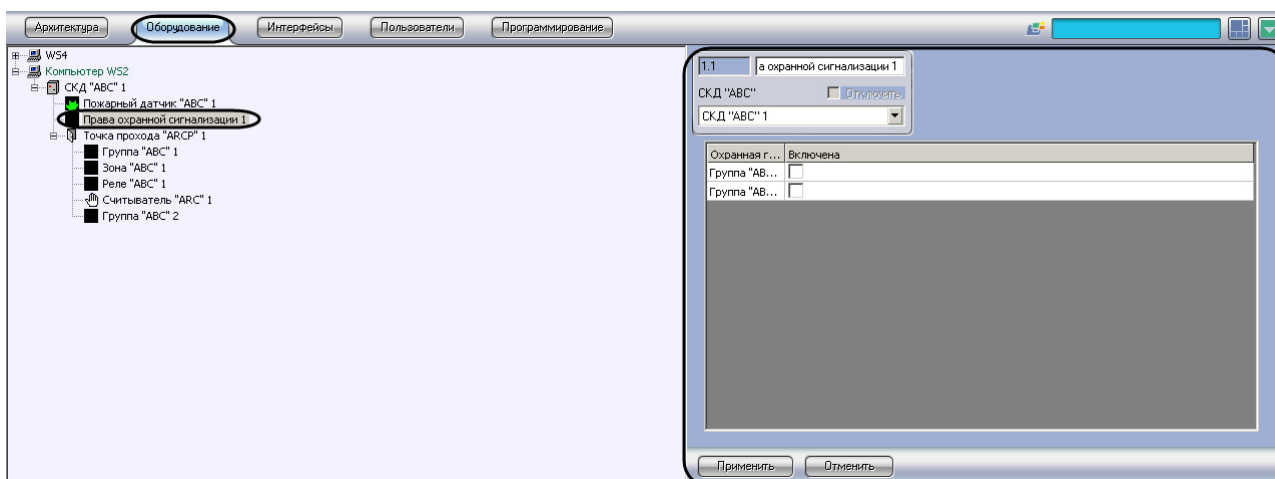 Архитектура Оборудование Интерфейсы Пользователи Программирование
WS4
Компьютер WS2
СКД "ABC" 1
Пожарный датчик "ABC" 1
Права охранной сигнализации 1
Точка прохода "ARCP" 1
Группа "ABC" 1
Зона "ABC" 1
Реле "ABC" 1
Считыватель "ARC" 1
Группа "ABC" 2
1.1 а охранной сигнализации 1
СКД "ABC" Отключить
СКД "ABC" 1
Охранная г... Включена
Группа "AB...
Группа "AB...
Применить Отменить